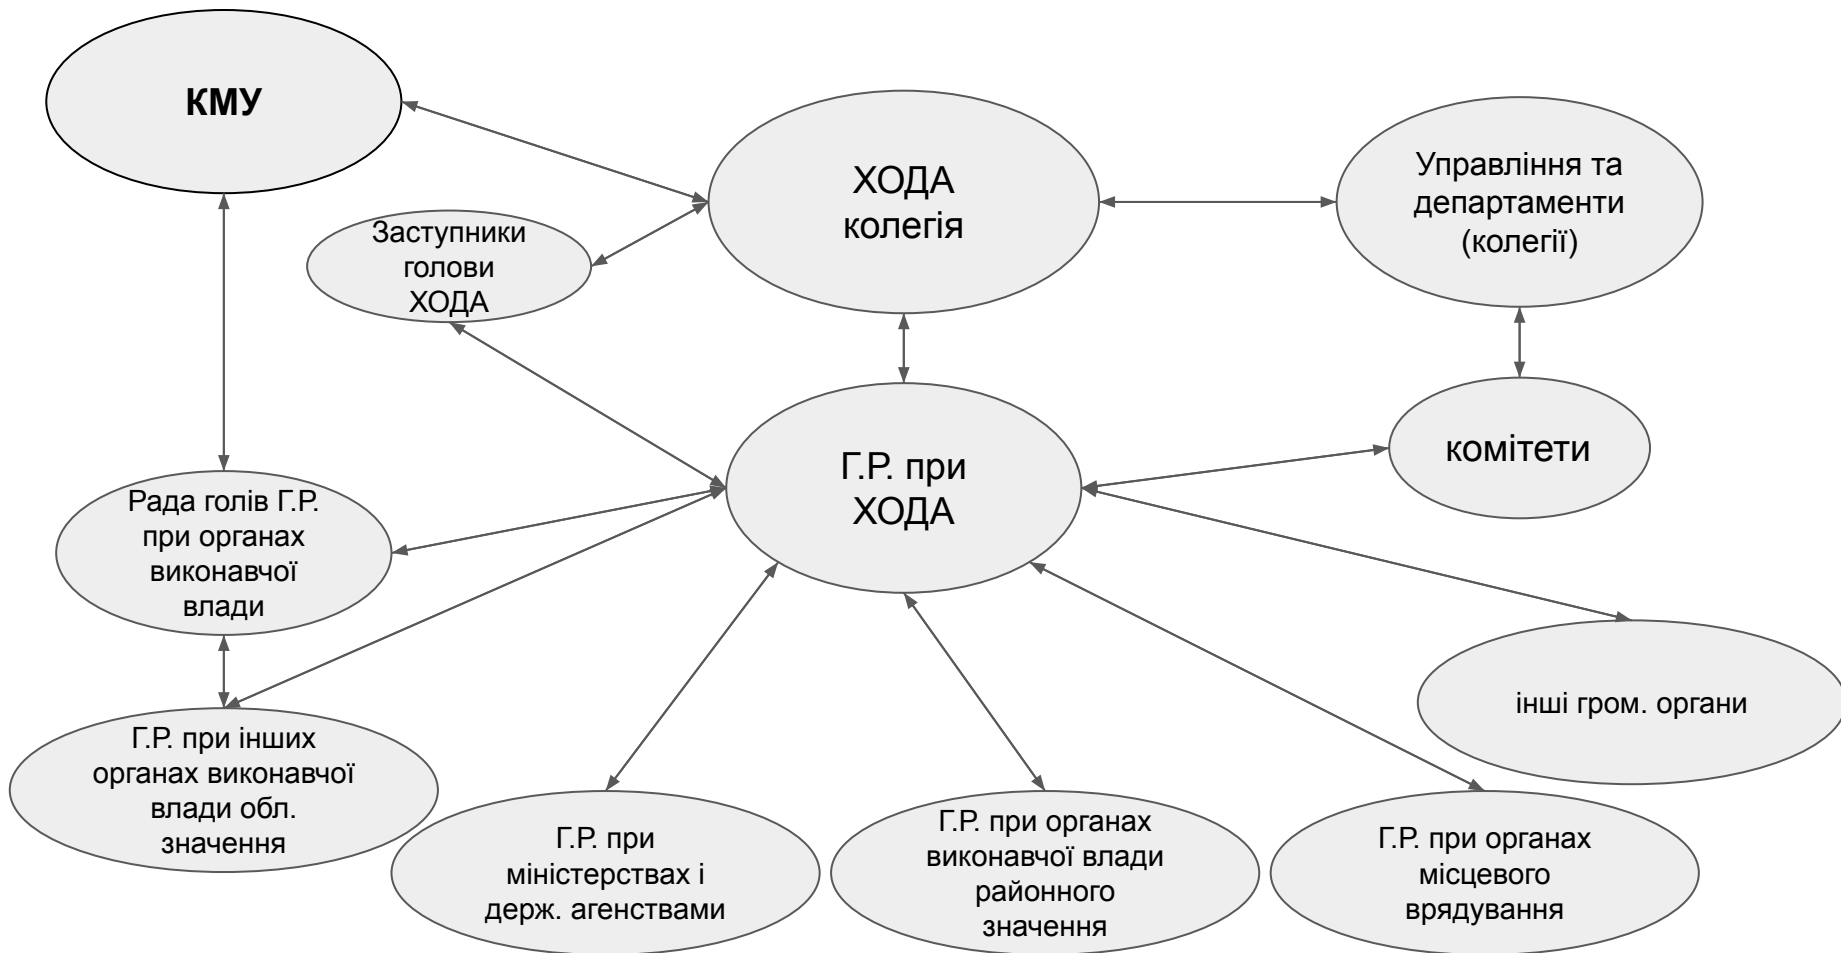 КМУ
ХОДА
колегія
Управління та
департаменти
(колегії)
Заступники
голови
ХОДА
комітети
Г.Р. при
ХОДА
Рада голів Г.Р.
при органах
виконавчої
влади
інші гром. органи
Г.Р. при інших
органах виконавчої
влади обл.
значення
Г.Р. при
міністерствах і
держ. агенствами
Г.Р. при органах
виконавчої влади
районного
значення
Г.Р. при органах
місцевого
врядування